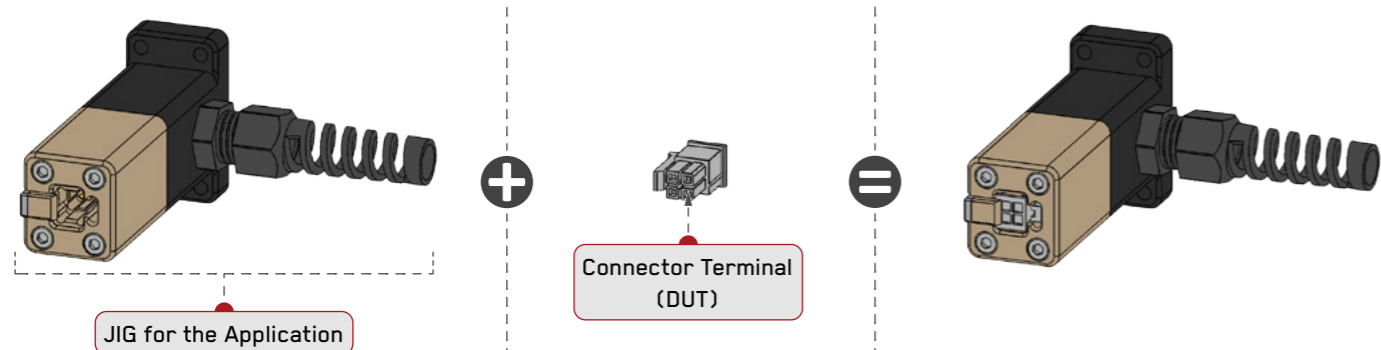 Connector Terminal
(DUT)
JIG for the Application